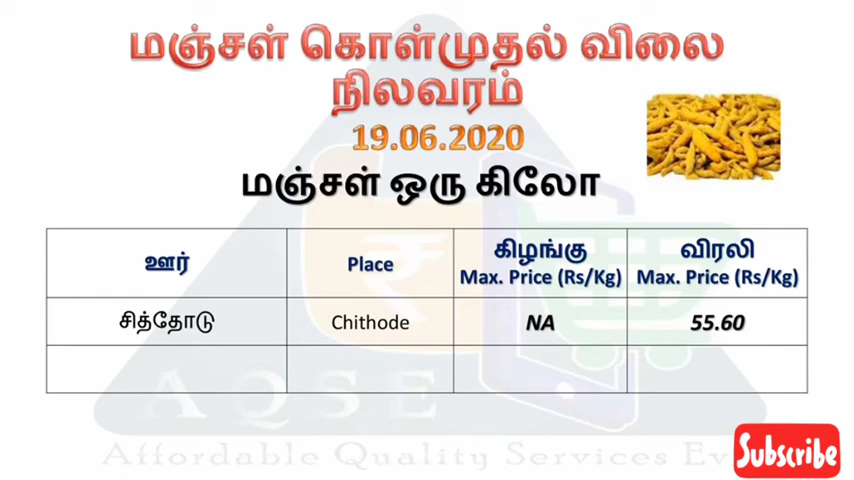 மஞ்சள் கொள்முதல் விலை
நிலவரம்
19.06.2020
மஞ்சள் ஒரு கிலோ
ஊர் Place கிழங்கு Max. Price (Rs/Kg) விரலி Max. Price (Rs/Kg)
சித்தோடு Chithode NA 55.60
AQSE
Affordable Quality Services Ev
Subscribe